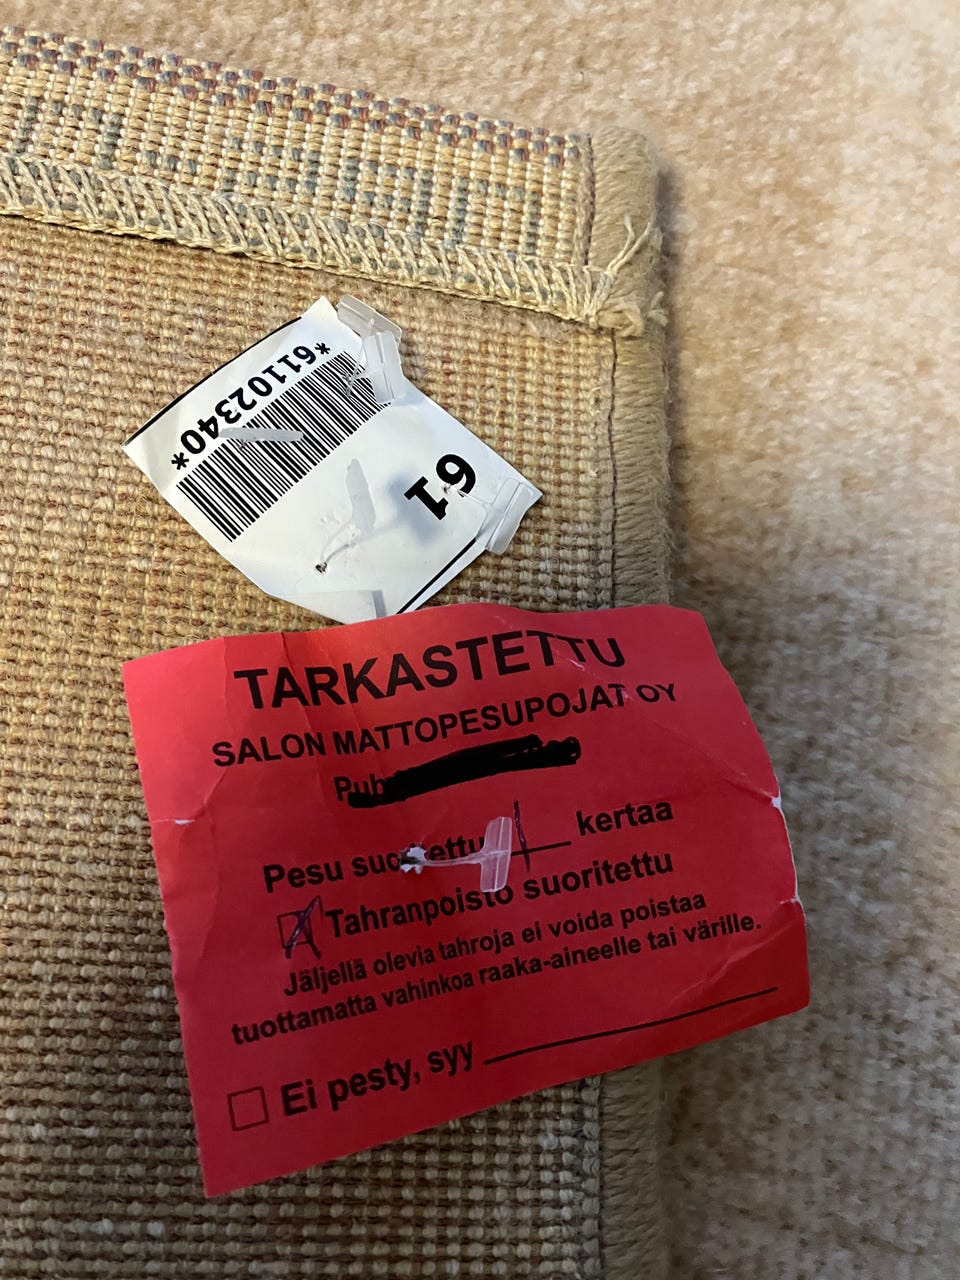 *61102340*
61
TARKASTETTU
SALON MATTOPESUPOJAT OY
Pesu suoritettu 1 kertaa
Tahranpoisto suoritettu
Jäljellä olevia tahroja ei voida poistaa
tuottamatta vahinkoa raaka-aineelle tai värille.
Ei pesty, syy